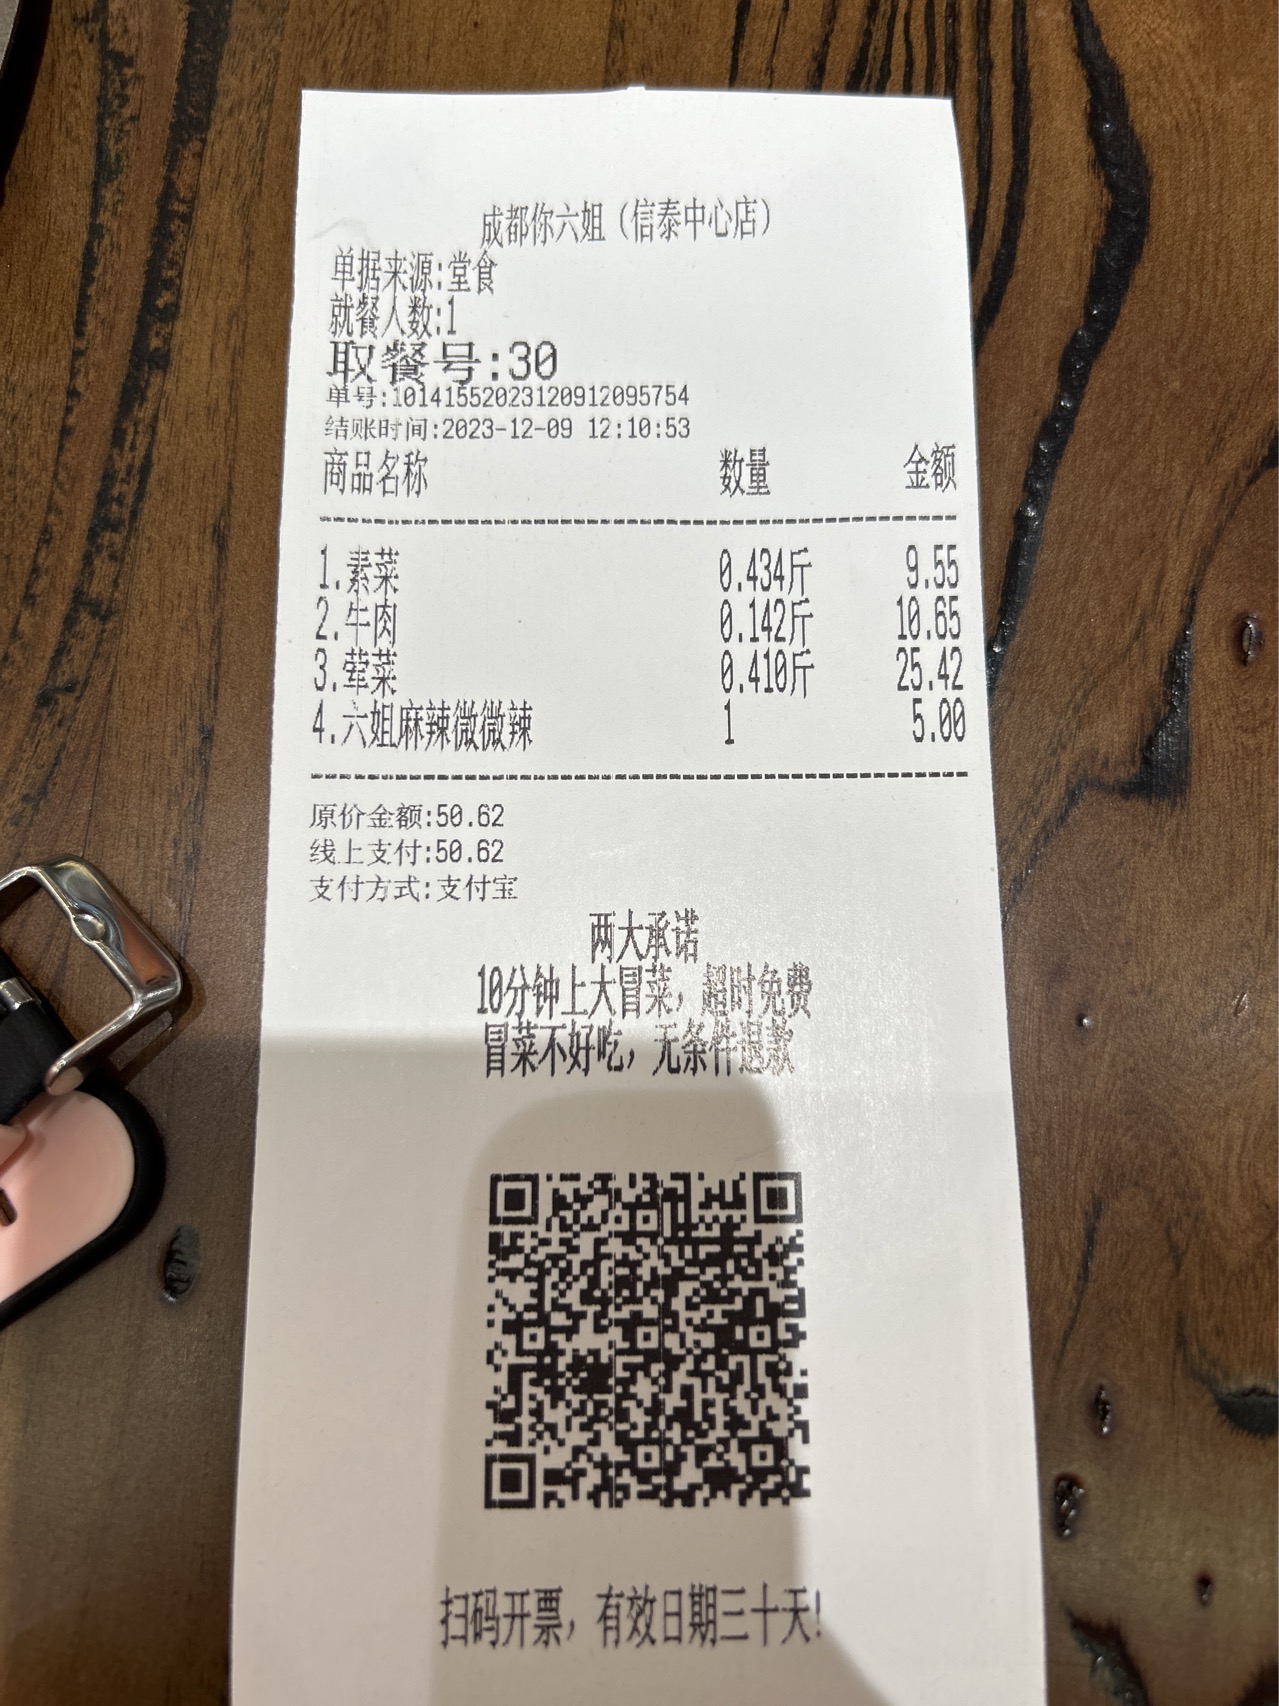 成都你六姐（信泰中心店）
单据来源:堂食
就餐人数:1
取餐号:30
单号:10141552023120912095754
结账时间:2023-12-09 12:10:53
商品名称 数量 金额
1.素菜 0.434斤 9.55
2.牛肉 0.142斤 10.65
3.荤菜 0.410斤 25.42
4.六姐麻辣微微辣 1 5.00
原价金额:50.62
线上支付:50.62
支付方式:支付宝
两大承诺
10分钟上大冒菜，超时免费
冒菜不好吃，无条件退款
扫码开票，有效日期三十天!